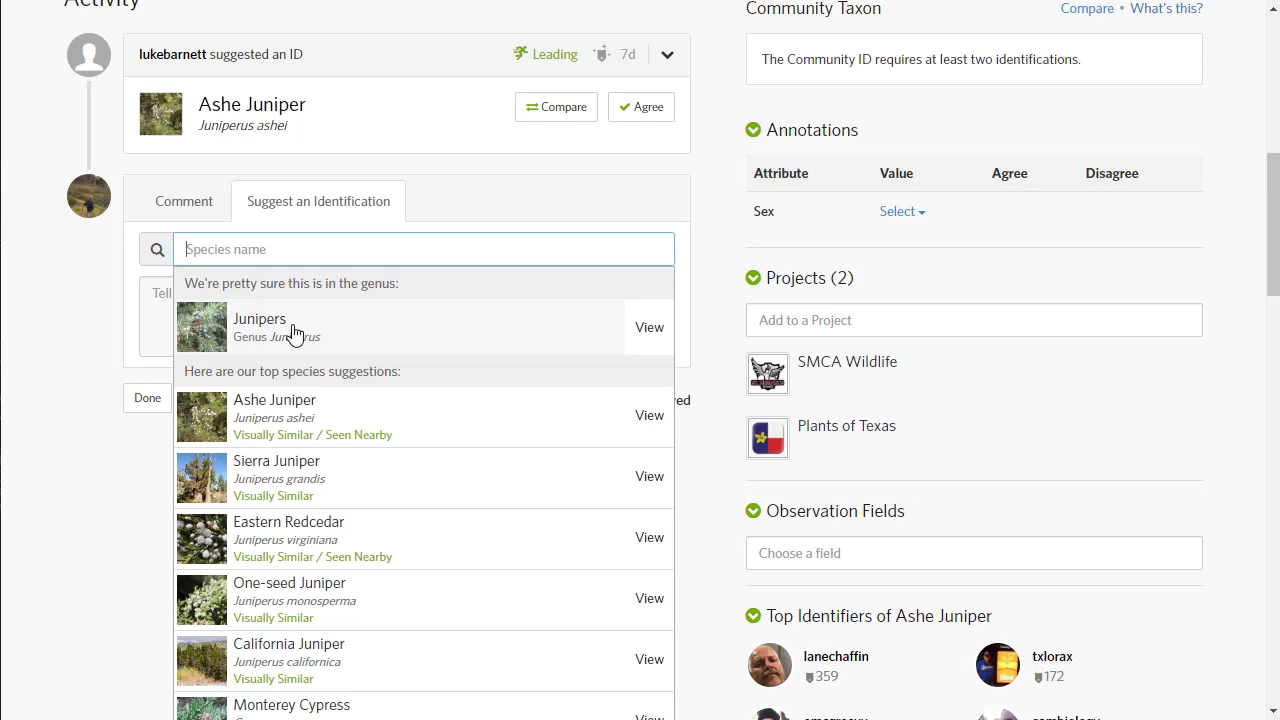 Activity
lukebarnett suggested an ID
Leading
7d
Ashe Juniper
Juniperus ashei
Compare
Agree
Comment
Suggest an Identification
Species name
Tell
We're pretty sure this is in the genus:
Junipers
Genus
View
Here are our top species suggestions:
Ashe Juniper
Juniperus ashei
Visually Similar / Seen Nearby
View
Sierra Juniper
Juniperus grandis
Visually Similar
View
Eastern Redcedar
Juniperus virginiana
Visually Similar / Seen Nearby
View
One-seed Juniper
Juniperus monosperma
Visually Similar
View
California Juniper
Juniperus californica
Visually Similar
View
Monterey Cypress
View
Done
Community Taxon
Compare • What's this?
The Community ID requires at least two identifications.
Annotations
Attribute Value Agree Disagree
Sex Select
Projects (2)
Add to a Project
SMCA Wildlife
Plants of Texas
Observation Fields
Choose a field
Top Identifiers of Ashe Juniper
lanechaffin
359
txlorax
172